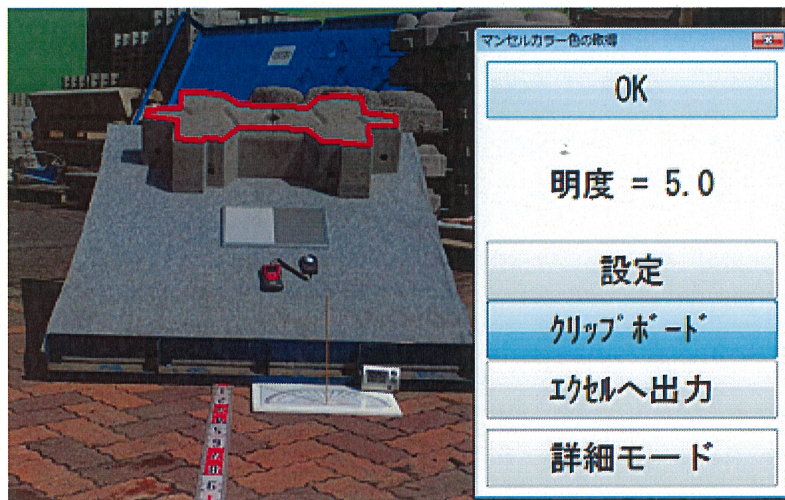 マンセルカラー色の取得
OK
明度 = 5.0
設定
クリップボード
エクセルへ出力
詳細モード